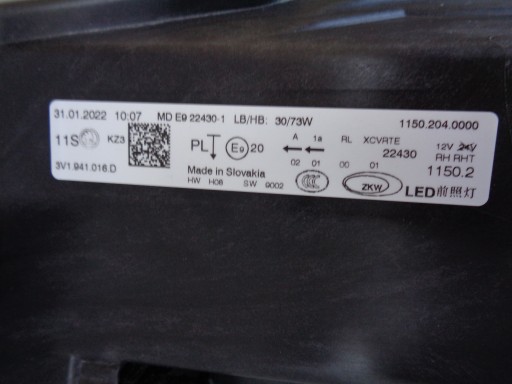 31.01.2022 10:07 MD E9 22430-1 LB/HB: 30/73W 1150.204.0000
11S KZ3 PL E9 20 A 1a RL XCVRTE 12V 24V
22430 RH RHT
02 01 00 01 1150.2
3V1.941.016.D Made in Slovakia
HW H06 SW 9002 ZKW LED前照灯